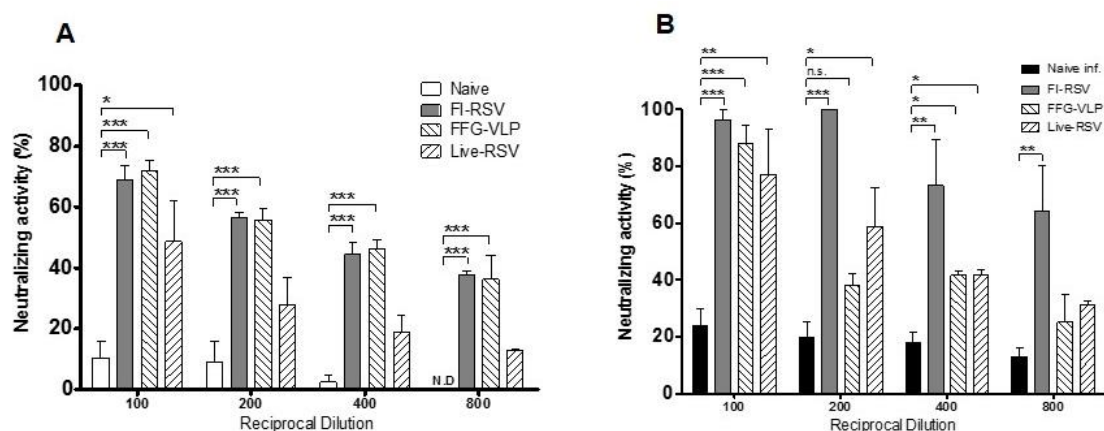 A
Neutralizing activity (%)
100
80
60
40
20
0
Naive
FI-RSV
FFG-VLP
Live-RSV
*
***
***
***
***
***
***
***
***
N.D
100
200
400
800
Reciprocal Dilution
B
Neutralizing activity (%)
100
80
60
40
20
0
Naive inf.
FI-RSV
FFG-VLP
Live-RSV
**
***
***
*
n.s.
***
*
*
**
**
100
200
400
800
Reciprocal Dilution